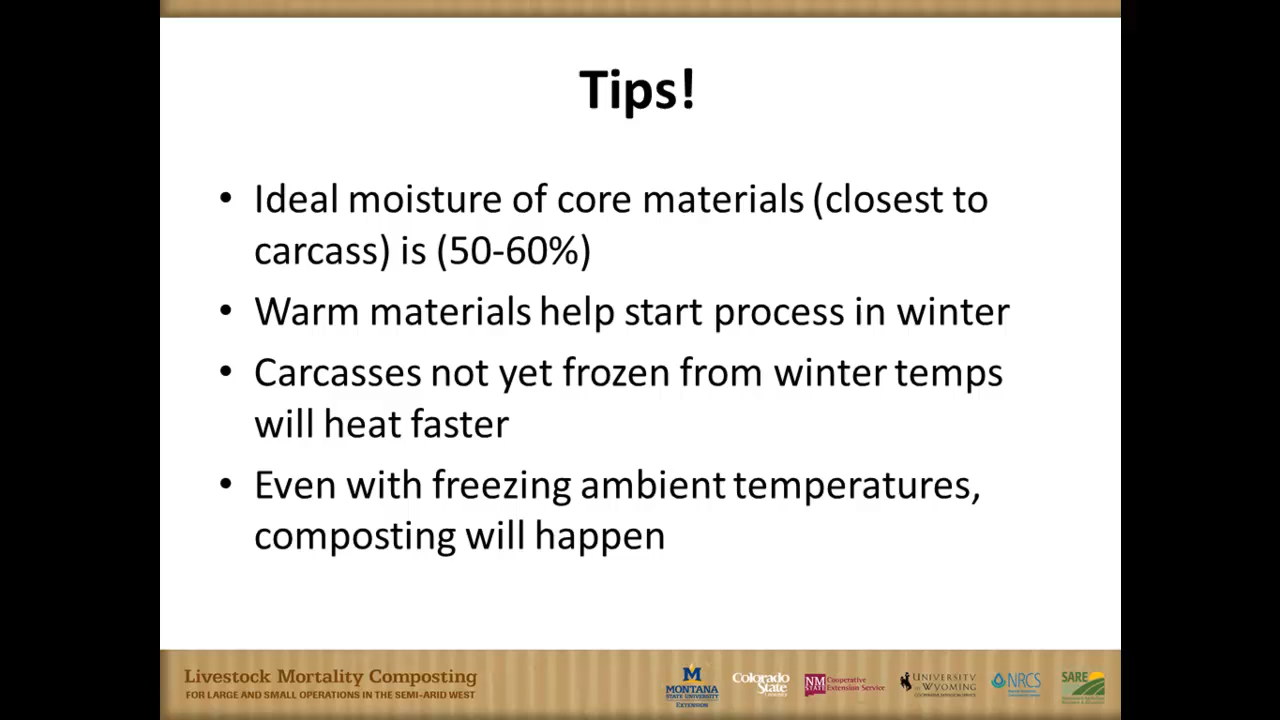 Tips!
• Ideal moisture of core materials (closest to
carcass) is (50-60%)
• Warm materials help start process in winter
• Carcasses not yet frozen from winter temps
will heat faster
• Even with freezing ambient temperatures,
composting will happen
Livestock Mortality Composting
FOR LARGE AND SMALL OPERATIONS IN THE SEMI-ARID WEST
M
MONTANA
STATE UNIVERSITY
EXTENSION
Colorado
State
NM
STATE
Cooperative
Extension Service
UNIVERSITY
OF WYOMING
NRCS
SARE